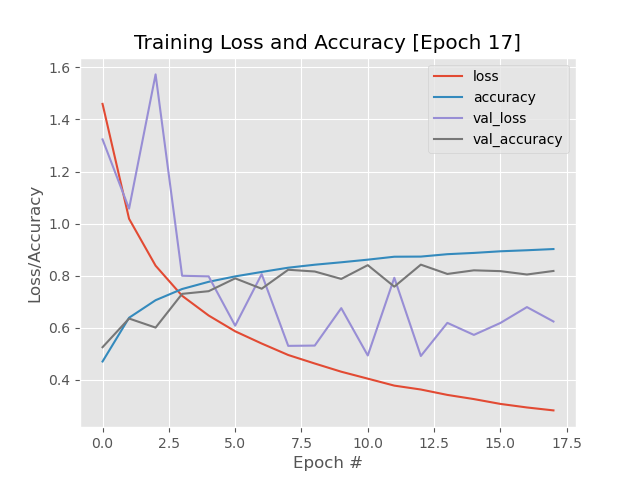 Training Loss and Accuracy [Epoch 17]
loss
accuracy
val_loss
val_accuracy
Loss/Accuracy
1.6
1.4
1.2
1.0
0.8
0.6
0.4
0.0 2.5 5.0 7.5 10.0 12.5 15.0 17.5
Epoch #